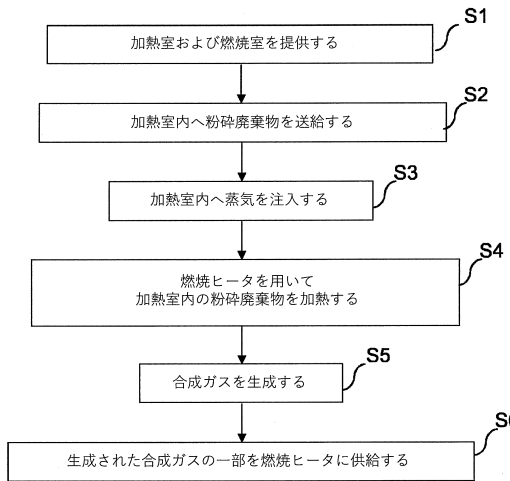 S1
加熱室および燃焼室を提供する
S2
加熱室内へ粉砕廃棄物を送給する
S3
加熱室内へ蒸気を注入する
S4
燃焼ヒータを用いて
加熱室内の粉砕廃棄物を加熱する
S5
合成ガスを生成する
生成された合成ガスの一部を燃焼ヒータに供給する